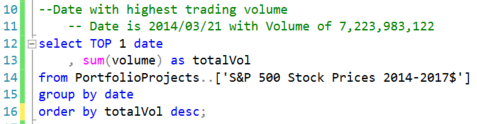 10 --Date with highest trading volume
11 -- Date is 2014/03/21 with Volume of 7,223,983,122
12 select TOP 1 date
13 , sum(volume) as totalVol
14 from PortfolioProjects..['S&P 500 Stock Prices 2014-2017$']
15 group by date
16 order by totalVol desc;